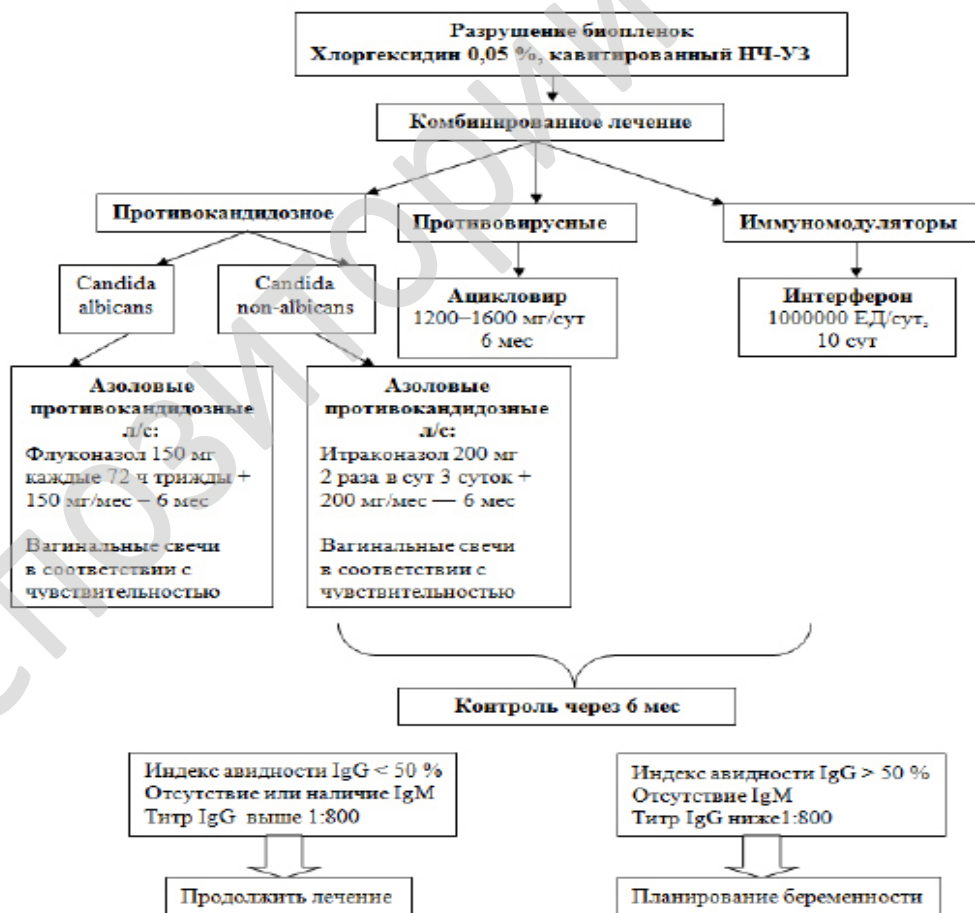 Разрушение биопленок
Хлоргексидин 0,05 %, кавитированный НЧ-УЗ
Комбинированное лечение
Противокандидозное
Противовирусные
Иммуномодуляторы
Candida
albicans
Candida
non-albicans
Ацикловир
1200–1600 мг/сут
6 мес
Интерферон
1000000 ЕД/сут,
10 сут
Азоловые
противокандидозные
л/с:
Флуконазол 150 мг
каждые 72 ч трижды +
150 мг/мес – 6 мес
Вагинальные свечи
в соответствии с
чувствительностью
Азоловые
противокандидозные
л/с:
Итраконазол 200 мг
2 раза в сут 3 суток +
200 мг/мес — 6 мес
Вагинальные свечи
в соответствии с
чувствительностью
Контроль через 6 мес
Индекс авидности IgG < 50 %
Отсутствие или наличие IgM
Титр IgG выше 1:800
Индекс авидности IgG > 50 %
Отсутствие IgM
Титр IgG ниже1:800
Продолжить лечение
Планирование беременности